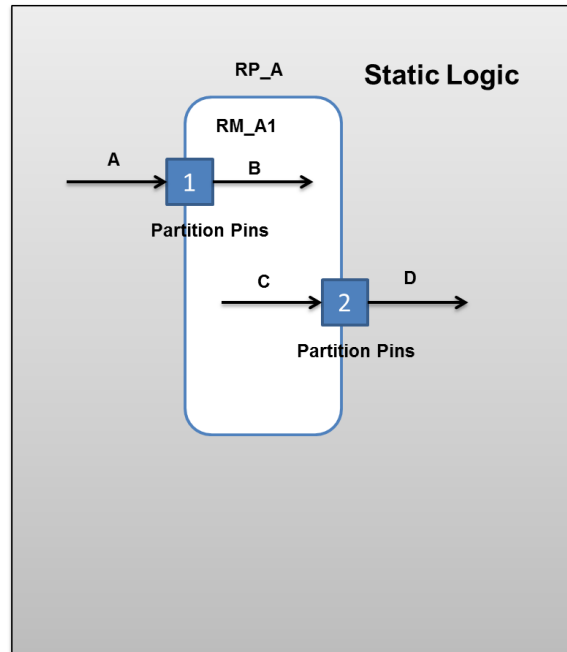 RP_A
Static Logic
RM_A1
A
B
1
Partition Pins
C
D
2
Partition Pins